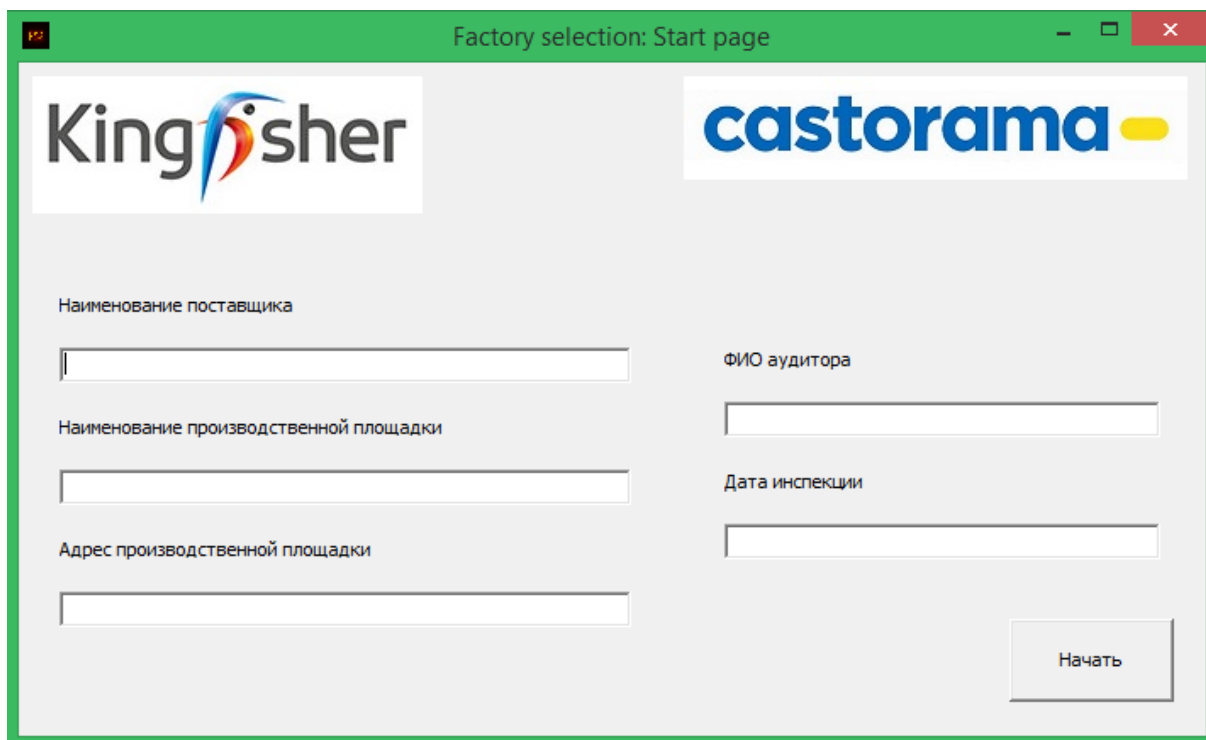 Factory selection: Start page
Kingfisher
castorama
Наименование поставщика
Наименование производственной площадки
Адрес производственной площадки
ФИО аудитора
Дата инспекции
Начать